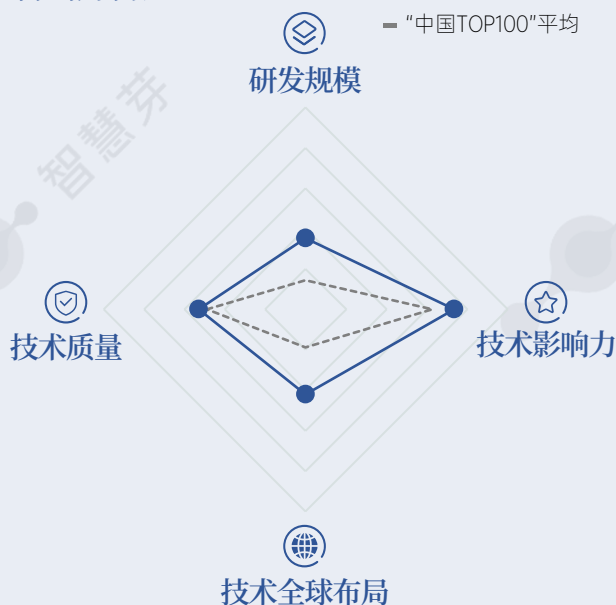 “中国TOP100”平均
研发规模
智慧芽
技术质量
技术影响力
技术全球布局